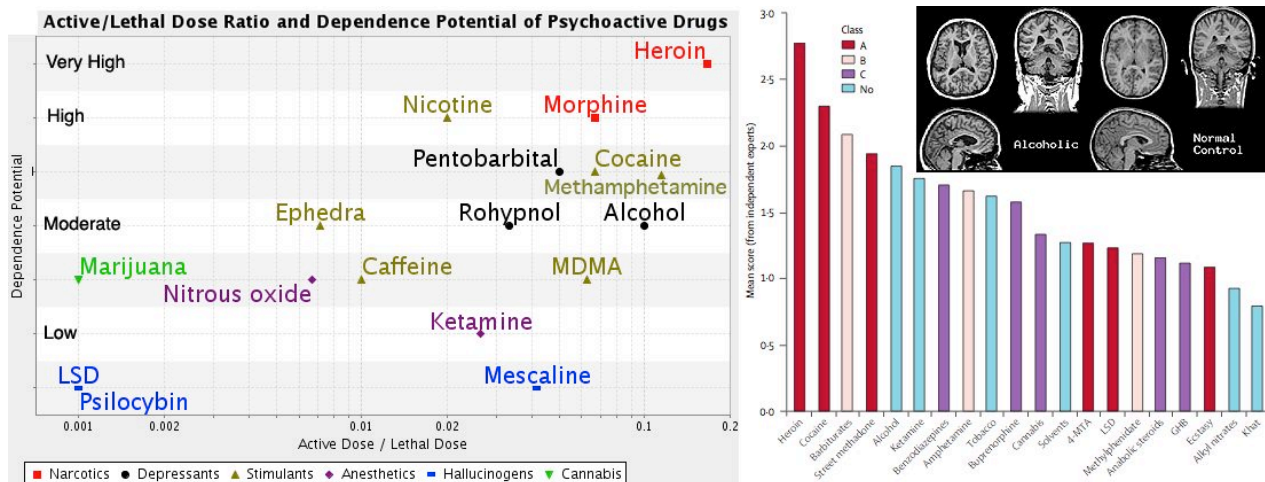 Active/Lethal Dose Ratio and Dependence Potential of Psychoactive Drugs
Dependence Potential
Very High
High
Moderate
Low
Heroin
Nicotine
Morphine
Pentobarbital
Cocaine
Methamphetamine
Ephedra
Rohypnol
Alcohol
Marijuana
Caffeine
MDMA
Nitrous oxide
Ketamine
LSD
Mescaline
Psilocybin
0.001
0.002
0.01
0.02
0.1
0.2
Active Dose / Lethal Dose
Narcotics
Depressants
Stimulants
Anesthetics
Hallucinogens
Cannabis
Mean score (from independent experts)
3·0
2·5
2·0
1·5
1·0
0·5
0·0
Class
A
B
C
No
Alcoholic
Normal
Control
Heroin
Cocaine
Barbiturates
Street methadone
Alcohol
Ketamine
Benzodiazepines
Amphetamine
Tobacco
Buprenorphine
Cannabis
Solvents
4-MTA
LSD
Methylphenidate
Anabolic steroids
GHB
Ecstasy
Alkyl nitrates
Khat